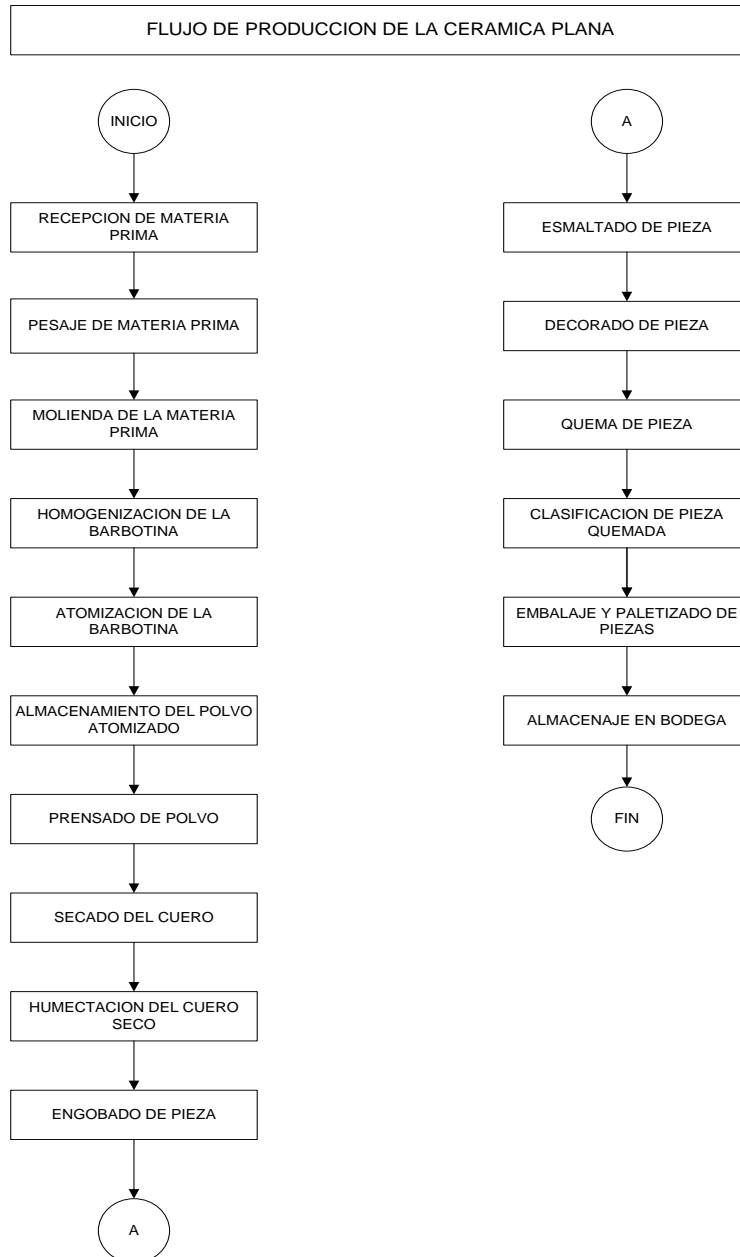 FLUJO DE PRODUCCION DE LA CERAMICA PLANA
INICIO
RECEPCION DE MATERIA
PRIMA
PESAJE DE MATERIA PRIMA
MOLIENDA DE LA MATERIA
PRIMA
HOMOGENIZACION DE LA
BARBOTINA
ATOMIZACION DE LA
BARBOTINA
ALMACENAMIENTO DEL POLVO
ATOMIZADO
PRENSADO DE POLVO
SECADO DEL CUERO
HUMECTACION DEL CUERO
SECO
ENGOBADO DE PIEZA
A
A
ESMALTADO DE PIEZA
DECORADO DE PIEZA
QUEMA DE PIEZA
CLASIFICACION DE PIEZA
QUEMADA
EMBALAJE Y PALETIZADO DE
PIEZAS
ALMACENAJE EN BODEGA
FIN